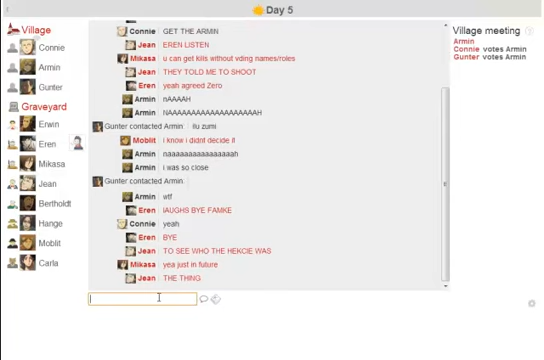 Day 5
Village
Connie
Armin
Gunter
Graveyard
Erwin
Eren
Mikasa
Jean
Bertholdt
Hange
Moblit
Carla
Connie GET THE ARMIN
Jean EREN LISTEN
Mikasa u can get kills without vding names/roles
Jean THEY TOLD ME TO SHOOT
Eren yeah agreed Zero
Armin nAAAAH
Armin NAAAAAAAAAAAAAAAAAAAH
Gunter contacted Armin ilu zumi
Moblit i know i didnt decide it
Armin naaaaaaaaaaaaaaaah
Armin i was so close
Gunter contacted Armin.
Armin wtf
Eren lAUGHS BYE FAMKE
Connie yeah
Eren BYE
Jean TO SEE WHO THE HEKCIE WAS
Mikasa yea just in future
Jean THE THING
Village meeting
Armin
Connie votes Armin
Gunter votes Armin